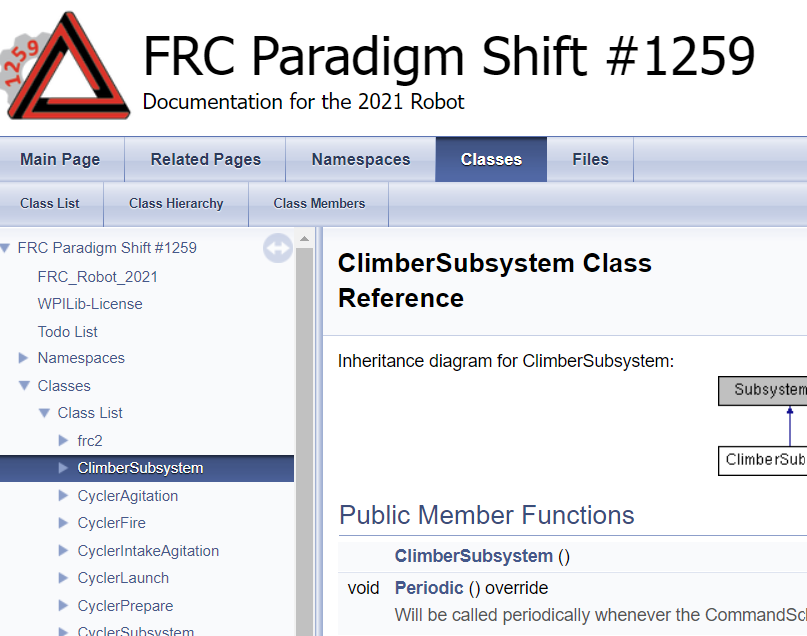 1259
FRC Paradigm Shift #1259
Documentation for the 2021 Robot
Main Page
Related Pages
Namespaces
Classes
Files
Class List
Class Hierarchy
Class Members
FRC Paradigm Shift #1259
FRC_Robot_2021
WPILib-License
Todo List
Namespaces
Classes
Class List
frc2
ClimberSubsystem
CyclerAgitation
CyclerFire
CyclerIntakeAgitation
CyclerLaunch
CyclerPrepare
CyclerSubsystem
ClimberSubsystem Class
Reference
Inheritance diagram for ClimberSubsystem:
Subsystem
ClimberSub
Public Member Functions
ClimberSubsystem ()
void Periodic () override
Will be called periodically whenever the CommandSc